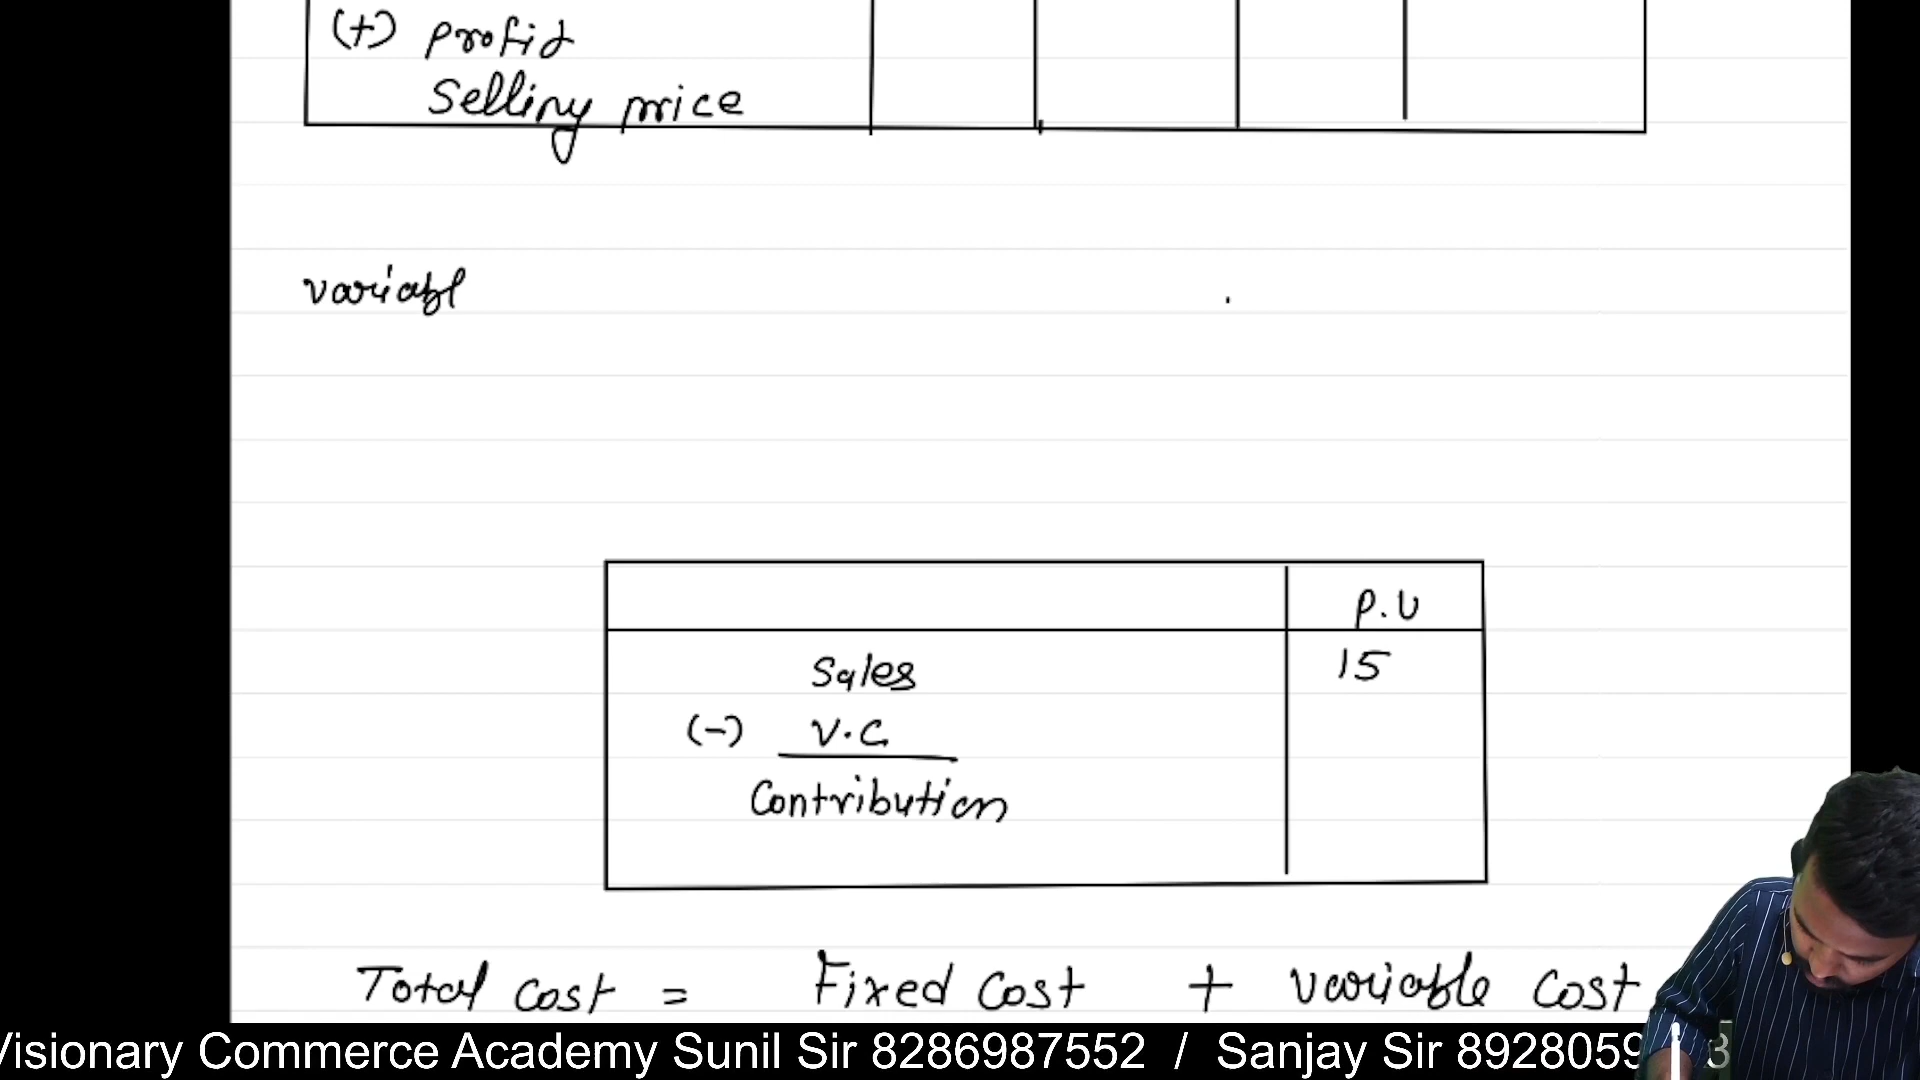 (+) profit
Selling price
variabl
P.U
Sales 15
(-) V.C
Contribution
Total cost = Fixed cost + variable cost
Visionary Commerce Academy Sunil Sir 8286987552 / Sanjay Sir 8928059